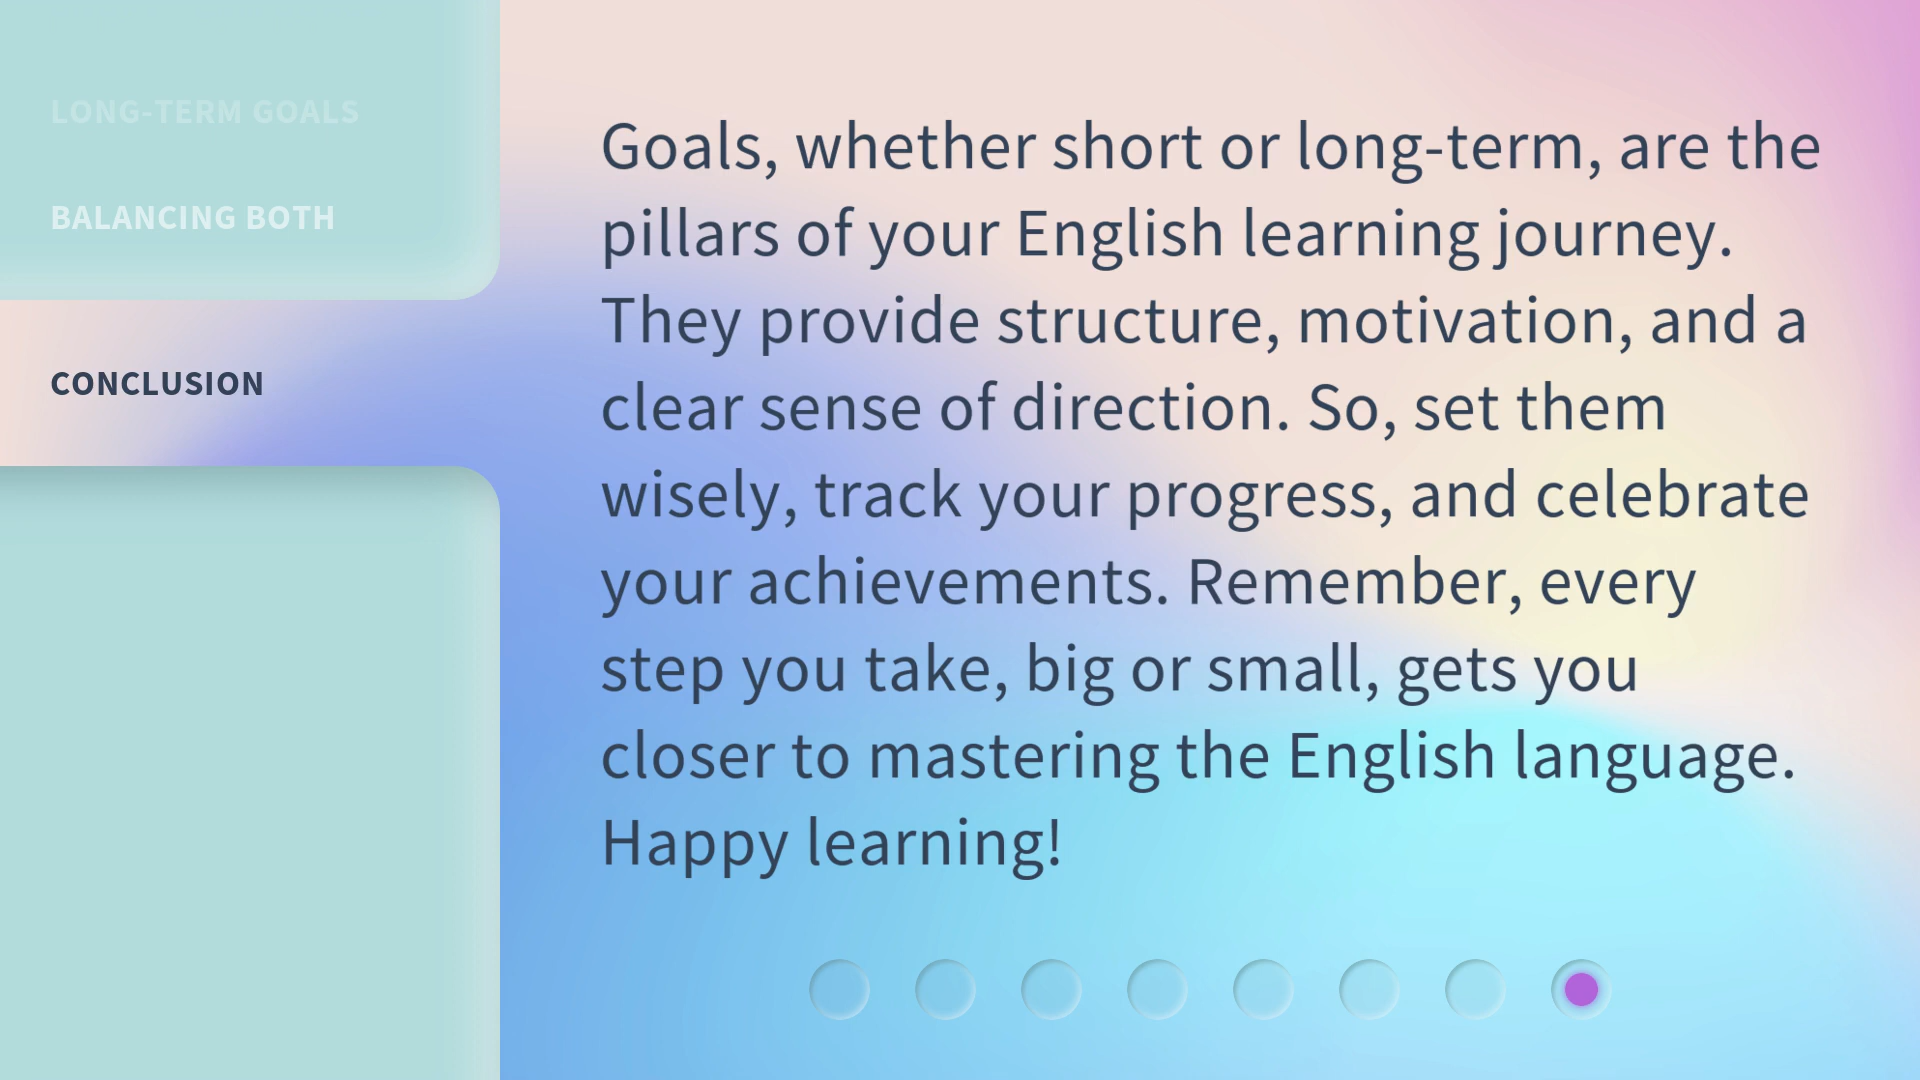 LONG-TERM GOALS
BALANCING BOTH
CONCLUSION
Goals, whether short or long-term, are the
pillars of your English learning journey.
They provide structure, motivation, and a
clear sense of direction. So, set them
wisely, track your progress, and celebrate
your achievements. Remember, every
step you take, big or small, gets you
closer to mastering the English language.
Happy learning!